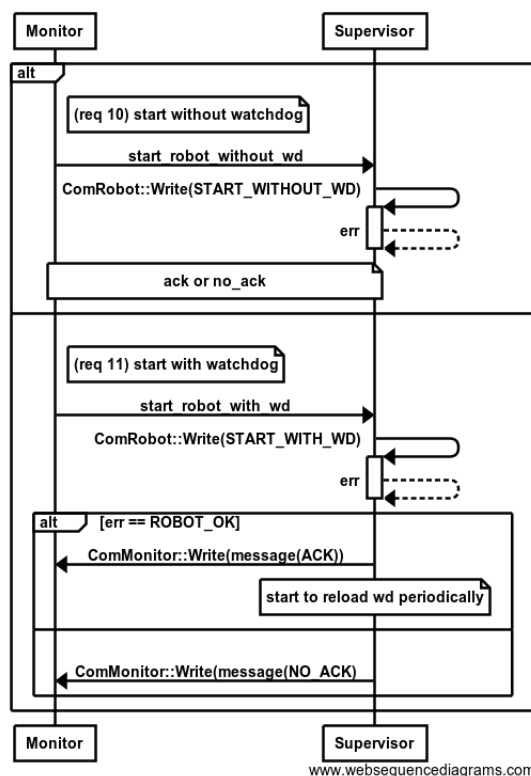 Monitor
Supervisor
alt
(req 10) start without watchdog
start_robot_without_wd
ComRobot::Write(START_WITHOUT_WD)
err
ack or no_ack
(req 11) start with watchdog
start_robot_with_wd
ComRobot::Write(START_WITH_WD)
err
alt [err == ROBOT_OK]
ComMonitor::Write(message(ACK))
start to reload wd periodically
ComMonitor::Write(message(NO_ACK)
Monitor
Supervisor
www.websequencediagrams.com